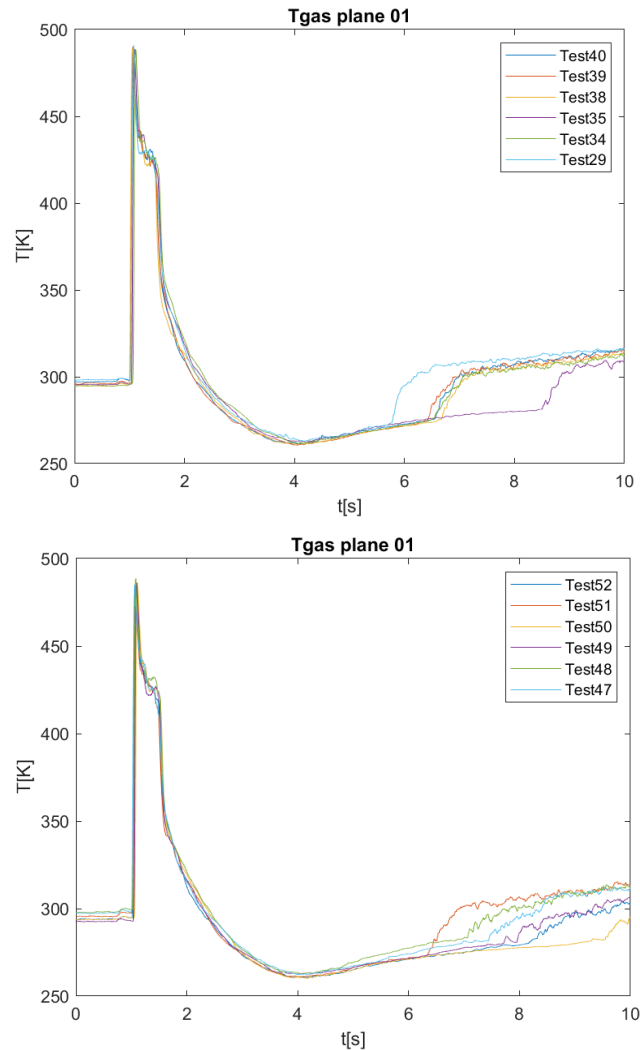 Tgas plane 01
500
450
400
350
300
250
T[K]
0 2 4 6 8 10
t[s]
Test40
Test39
Test38
Test35
Test34
Test29
Tgas plane 01
500
450
400
350
300
250
T[K]
0 2 4 6 8 10
t[s]
Test52
Test51
Test50
Test49
Test48
Test47